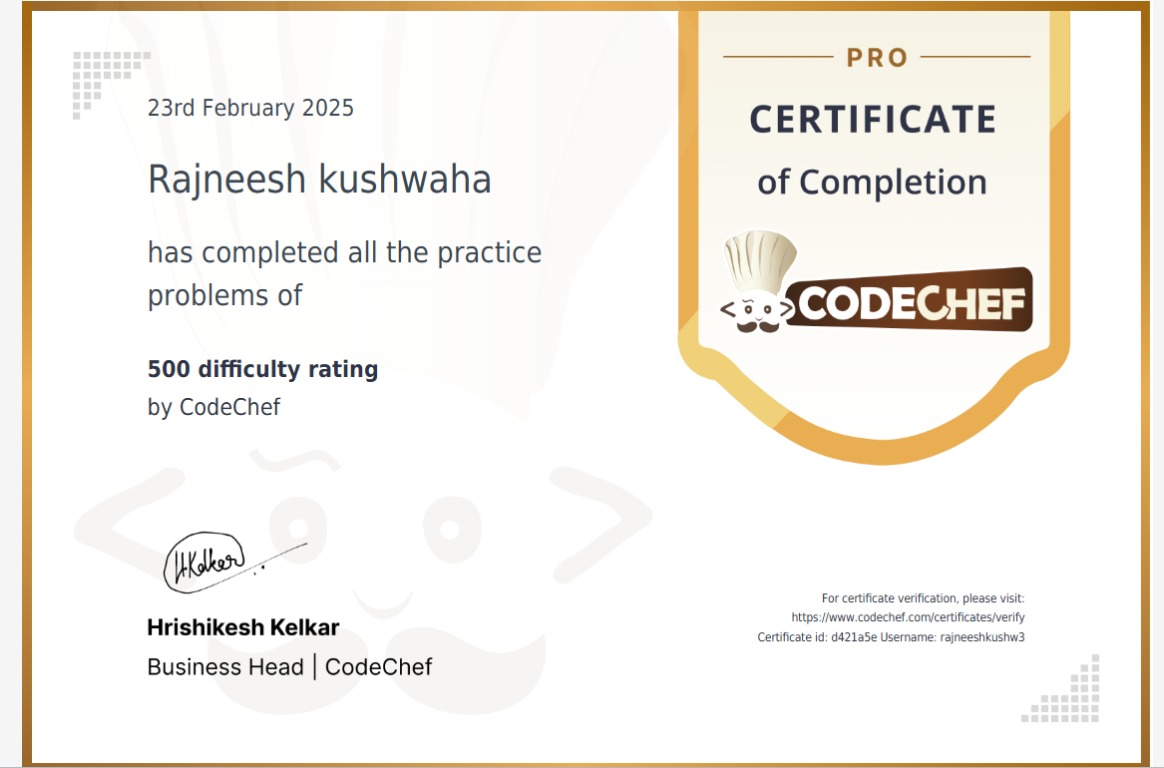 23rd February 2025
Rajneesh kushwaha
has completed all the practice
problems of
500 difficulty rating
by CodeChef
PRO
CERTIFICATE
of Completion
CODECHEF
HKelkar
Hrishikesh Kelkar
Business Head | CodeChef
For certificate verification, please visit:
https://www.codechef.com/certificates/verify
Certificate id: d421a5e Username: rajneeshkushw3